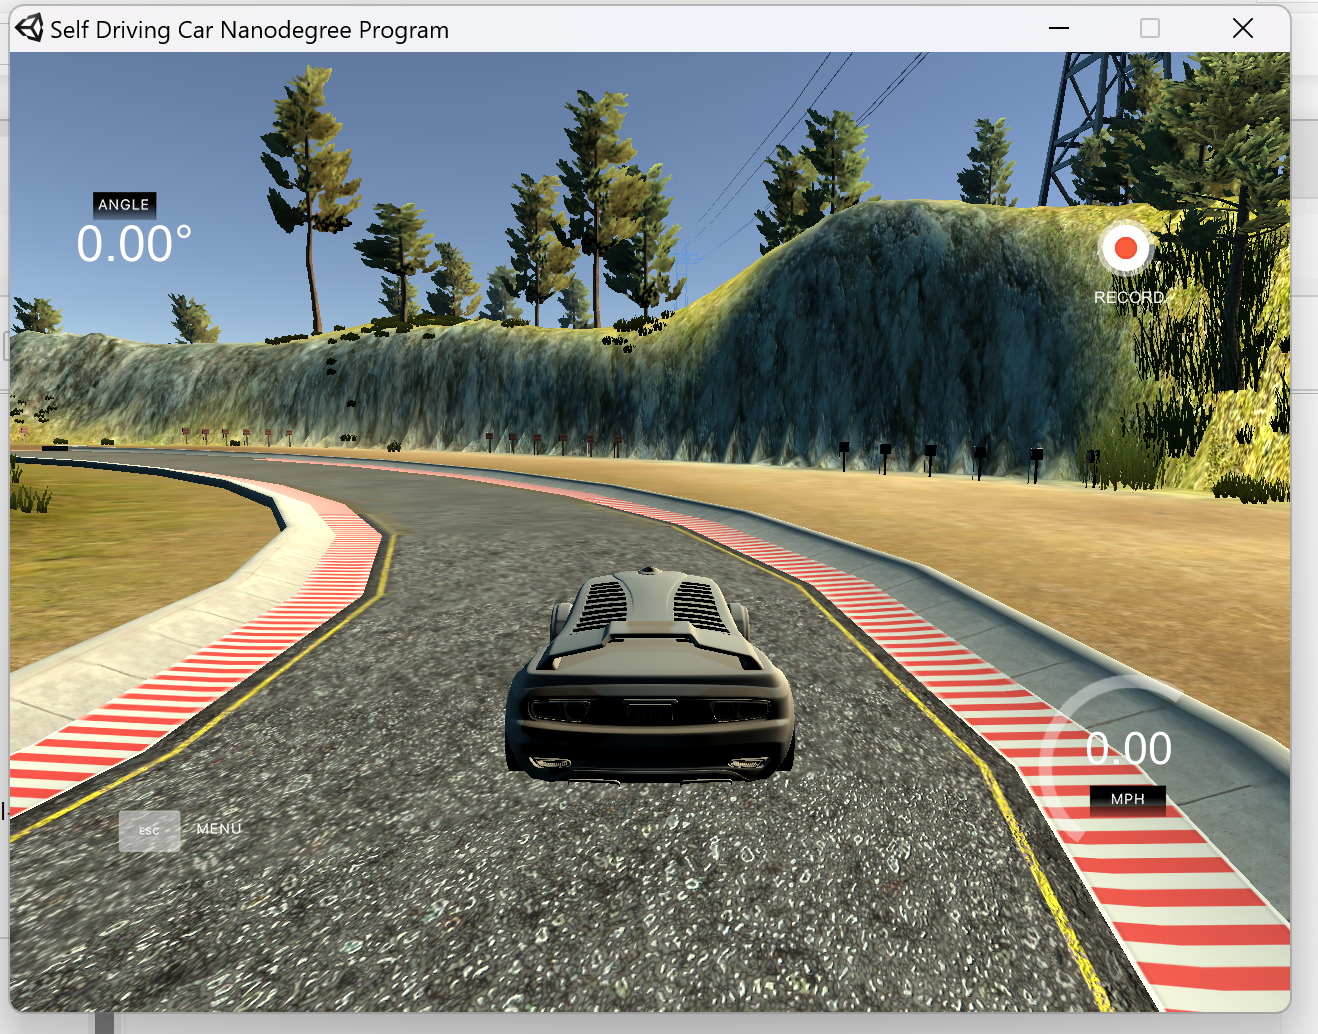 Self Driving Car Nanodegree Program
ANGLE
0.00°
RECORD
0.00
MPH
ESC
MENU